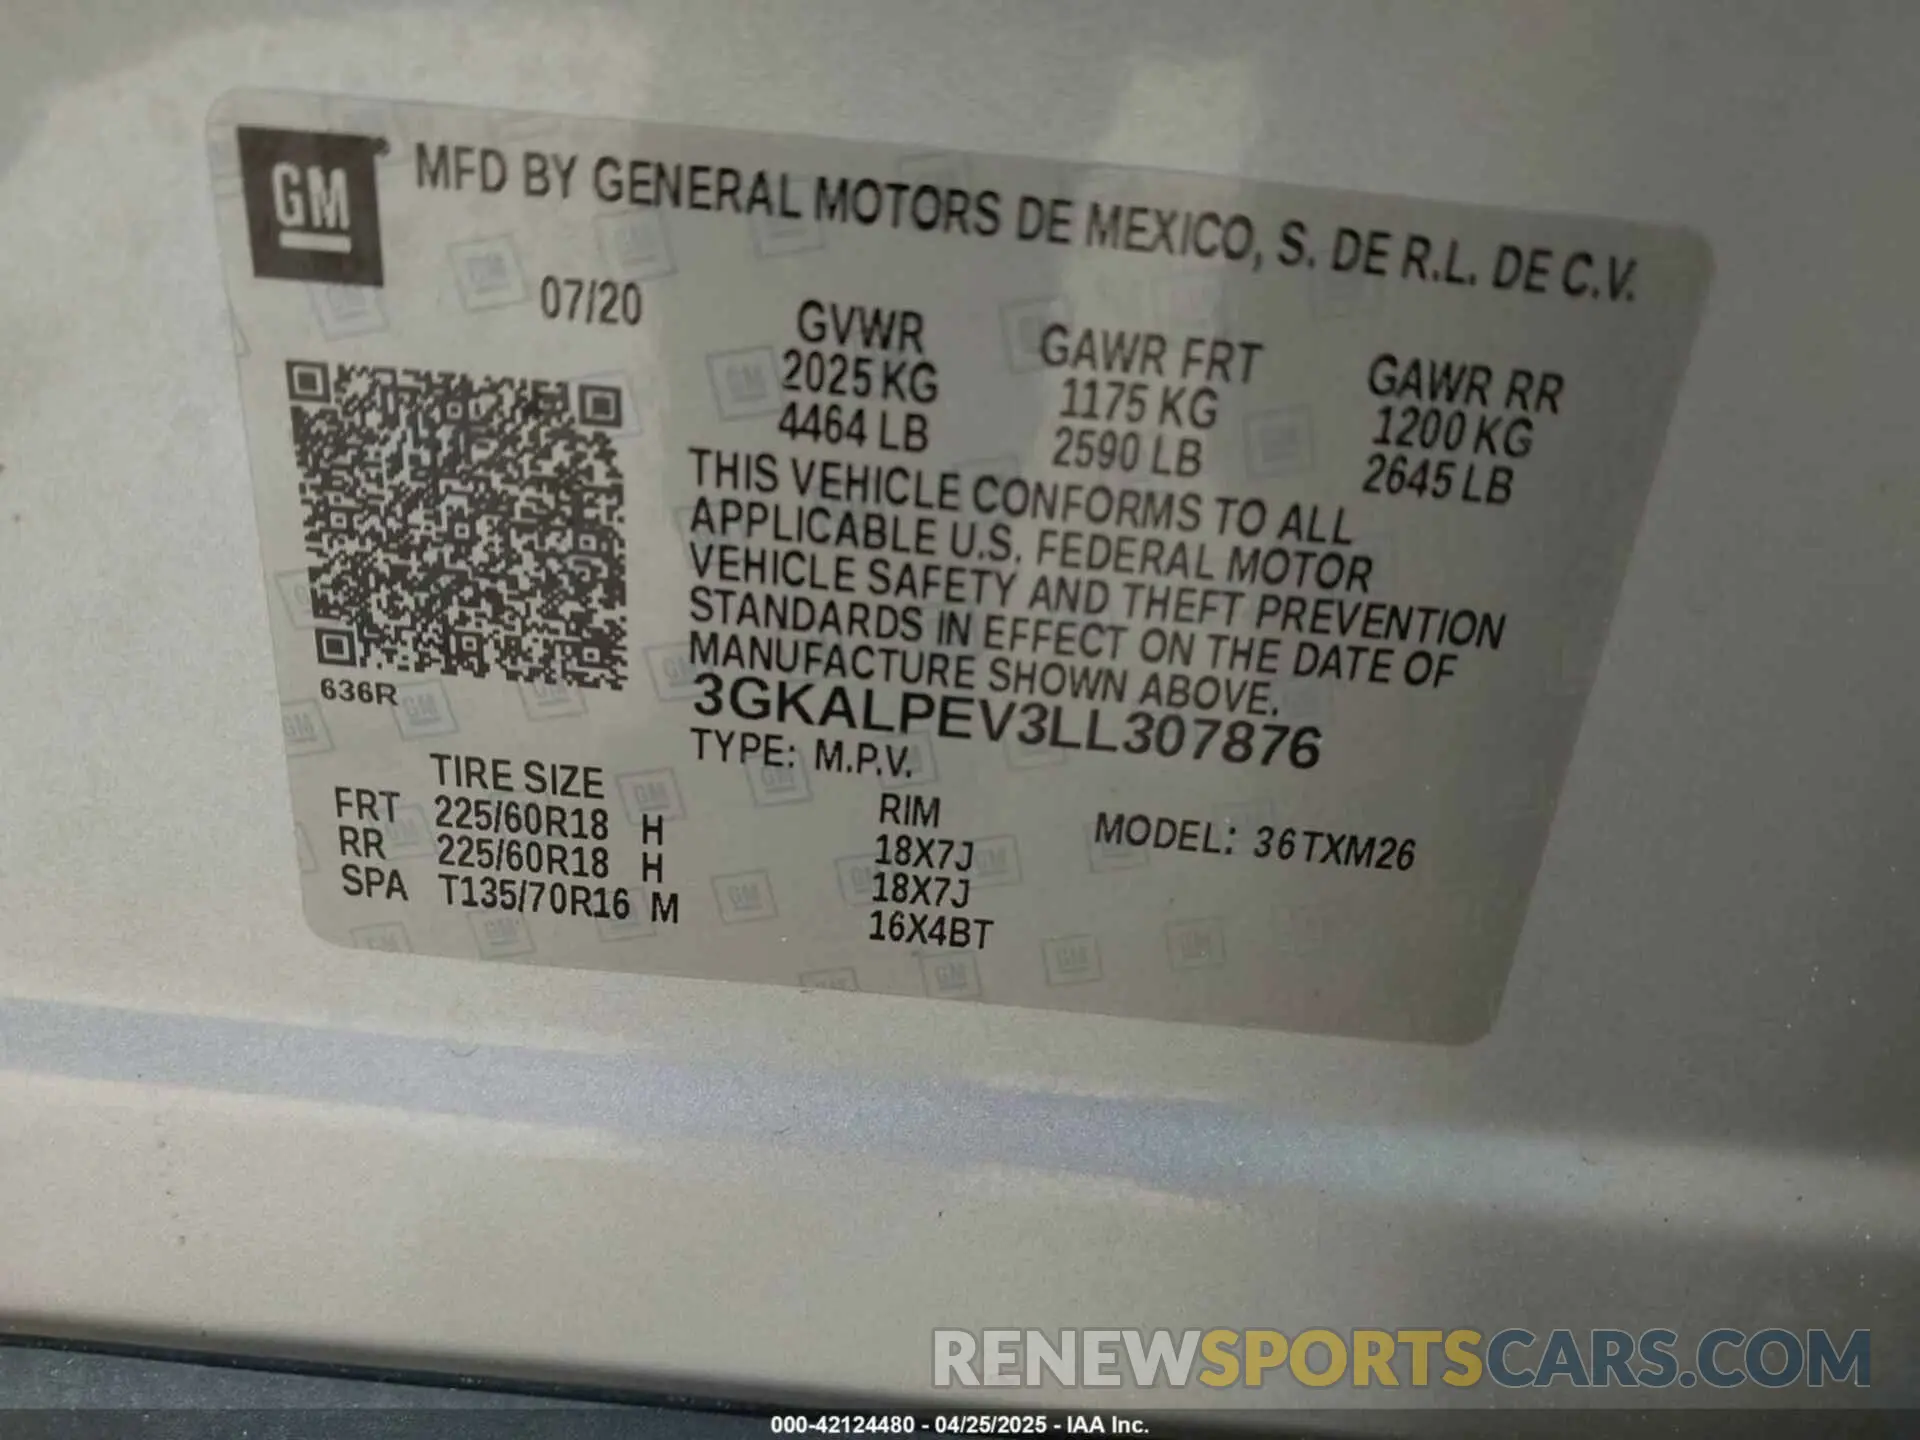 GM
MFD BY GENERAL MOTORS DE MEXICO, S. DE R.L. DE C.V.
07/20
GVWR GAWR FRT GAWR RR
2025 KG 1175 KG 1200 KG
4464 LB 2590 LB 2645 LB
THIS VEHICLE CONFORMS TO ALL
APPLICABLE U.S. FEDERAL MOTOR
VEHICLE SAFETY AND THEFT PREVENTION
STANDARDS IN EFFECT ON THE DATE OF
MANUFACTURE SHOWN ABOVE.
636R
3GKALPEV3LL307876
TYPE: M.P.V.
TIRE SIZE RIM MODEL: 36TXM26
FRT 225/60R18 H 18X7J
RR 225/60R18 H 18X7J
SPA T135/70R16 M 16X4BT
RENEWSPORTSCARS.COM
000-42124480 - 04/25/2025 - IAA Inc.